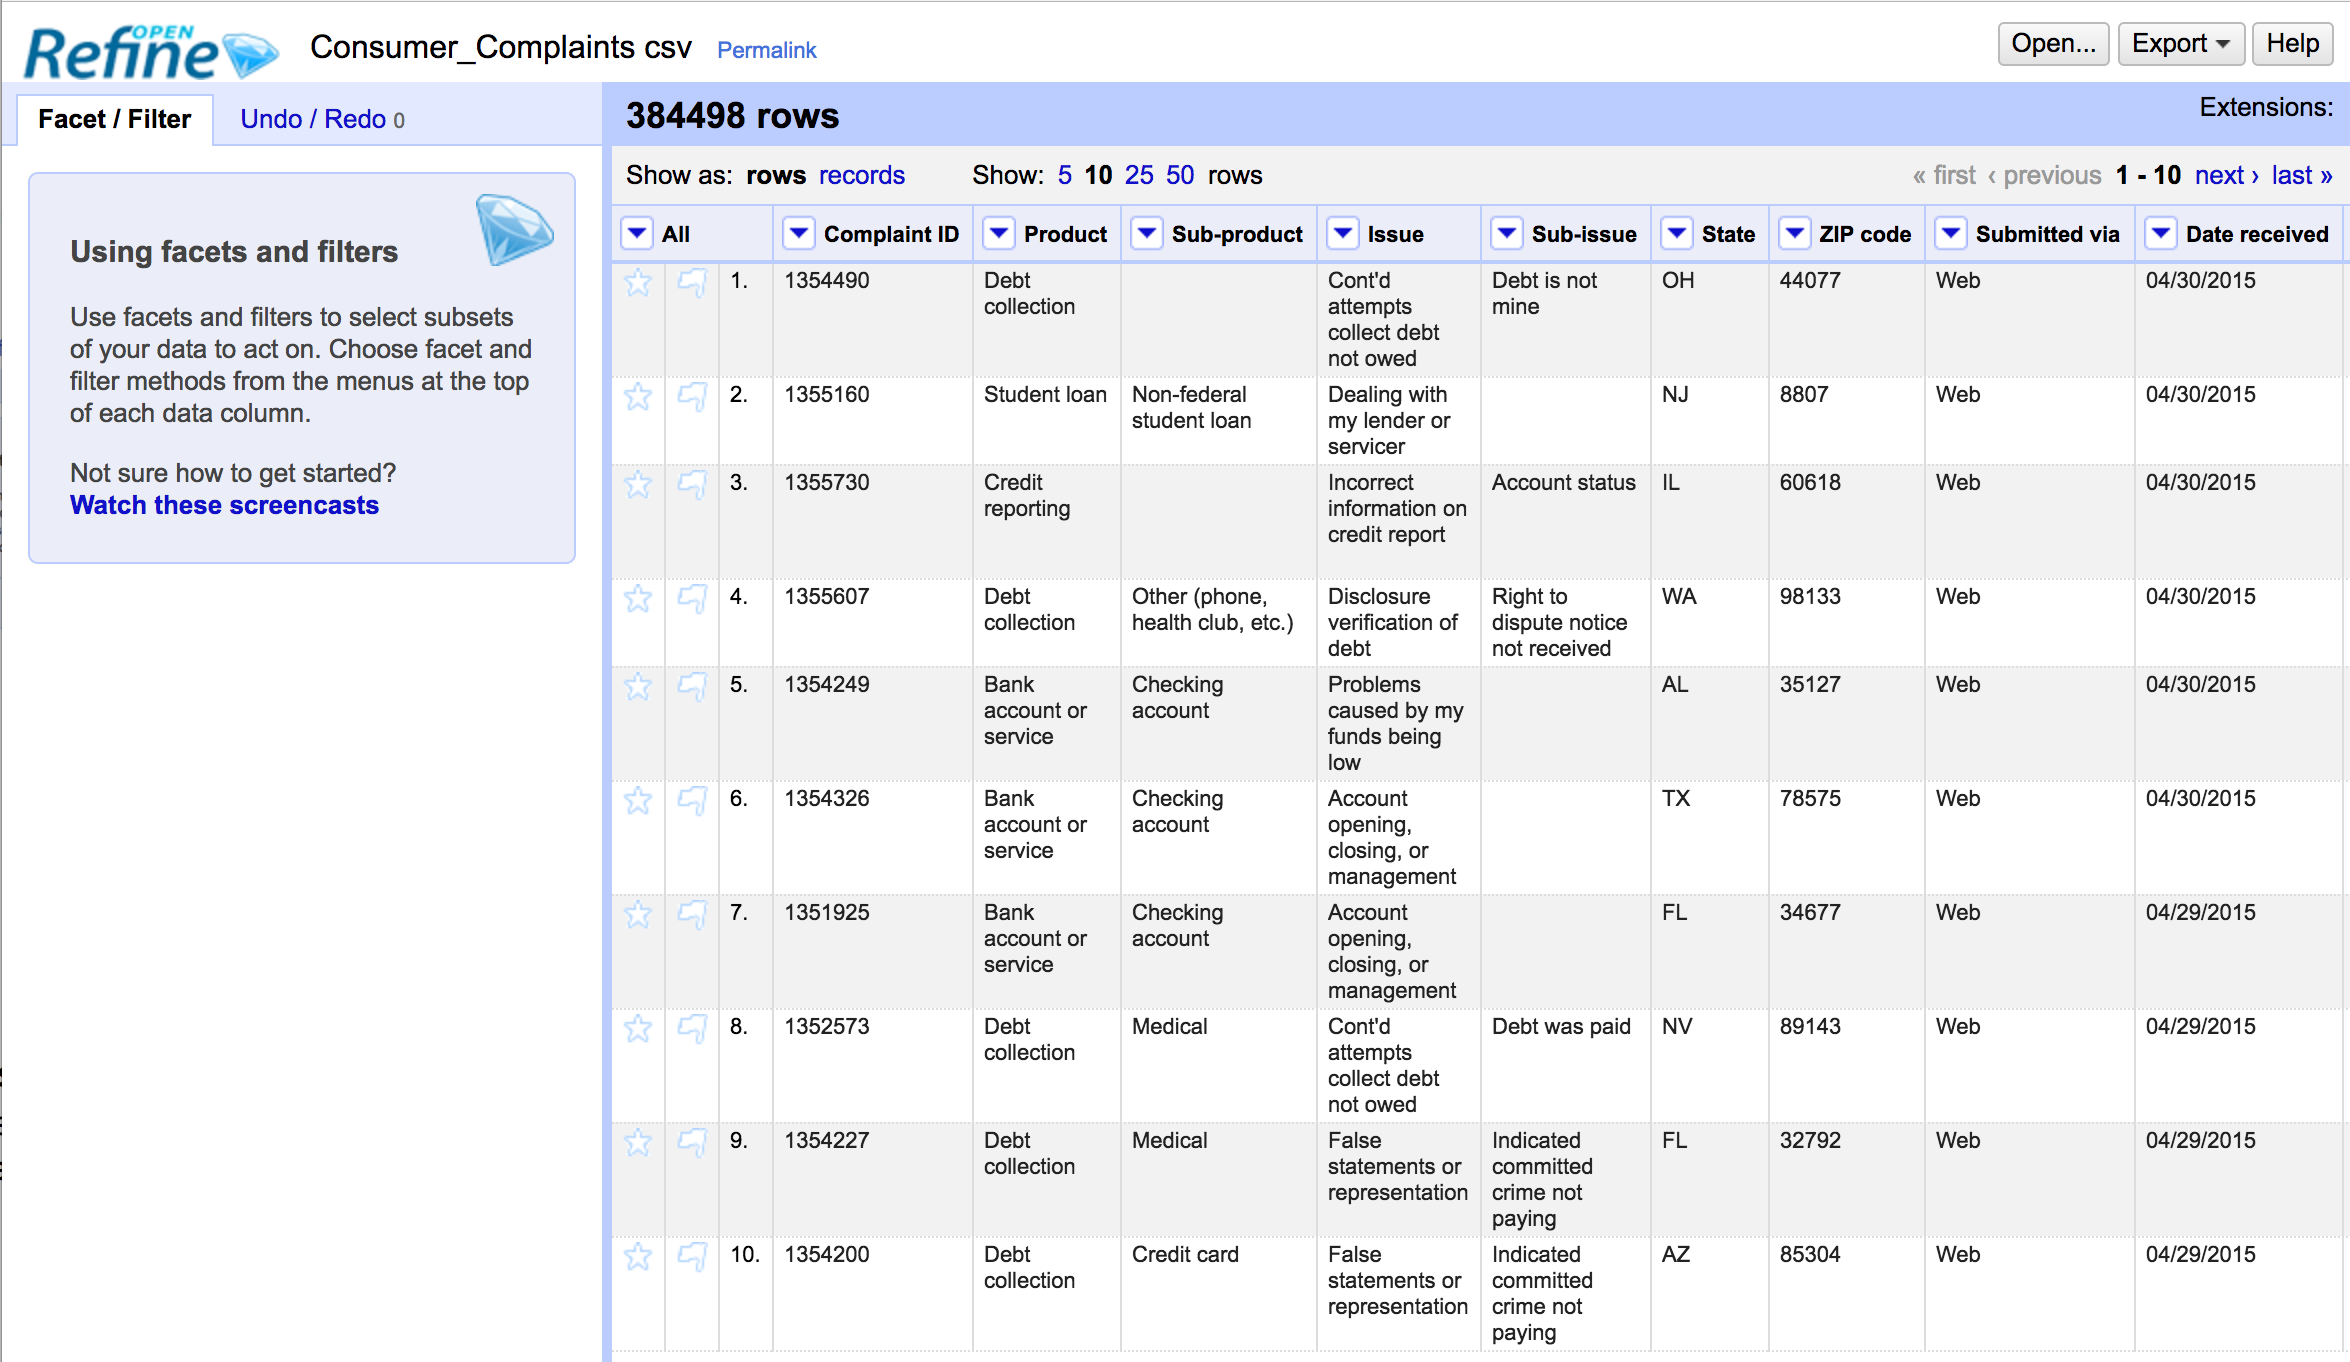 OPEN
Refine
Consumer_Complaints csv Permalink
Open... Export Help
Facet / Filter Undo / Redo 0
384498 rows
Extensions:
Using facets and filters
Use facets and filters to select subsets
of your data to act on. Choose facet and
filter methods from the menus at the top
of each data column.
Not sure how to get started?
Watch these screencasts
Show as: rows records Show: 5 10 25 50 rows
« first ‹ previous 1 - 10 next › last »
All Complaint ID Product Sub-product Issue Sub-issue State ZIP code Submitted via Date received
1. 1354490 Debt Cont'd Debt is not OH 44077 Web 04/30/2015
collection attempts mine
collect debt
not owed
2. 1355160 Student loan Non-federal Dealing with NJ 8807 Web 04/30/2015
student loan my lender or
servicer
3. 1355730 Credit Incorrect Account status IL 60618 Web 04/30/2015
reporting information on
credit report
4. 1355607 Debt Other (phone, Disclosure Right to WA 98133 Web 04/30/2015
collection health club, etc.) verification of dispute notice
debt not received
5. 1354249 Bank Checking Problems AL 35127 Web 04/30/2015
account or account caused by my
service funds being
low
6. 1354326 Bank Checking Account TX 78575 Web 04/30/2015
account or account opening,
service closing, or
management
7. 1351925 Bank Checking Account FL 34677 Web 04/29/2015
account or account opening,
service closing, or
management
8. 1352573 Debt Medical Cont'd Debt was paid NV 89143 Web 04/29/2015
collection attempts
collect debt
not owed
9. 1354227 Debt Medical False Indicated FL 32792 Web 04/29/2015
collection statements or committed
representation crime not
paying
10. 1354200 Debt Credit card False Indicated AZ 85304 Web 04/29/2015
collection statements or committed
representation crime not
paying